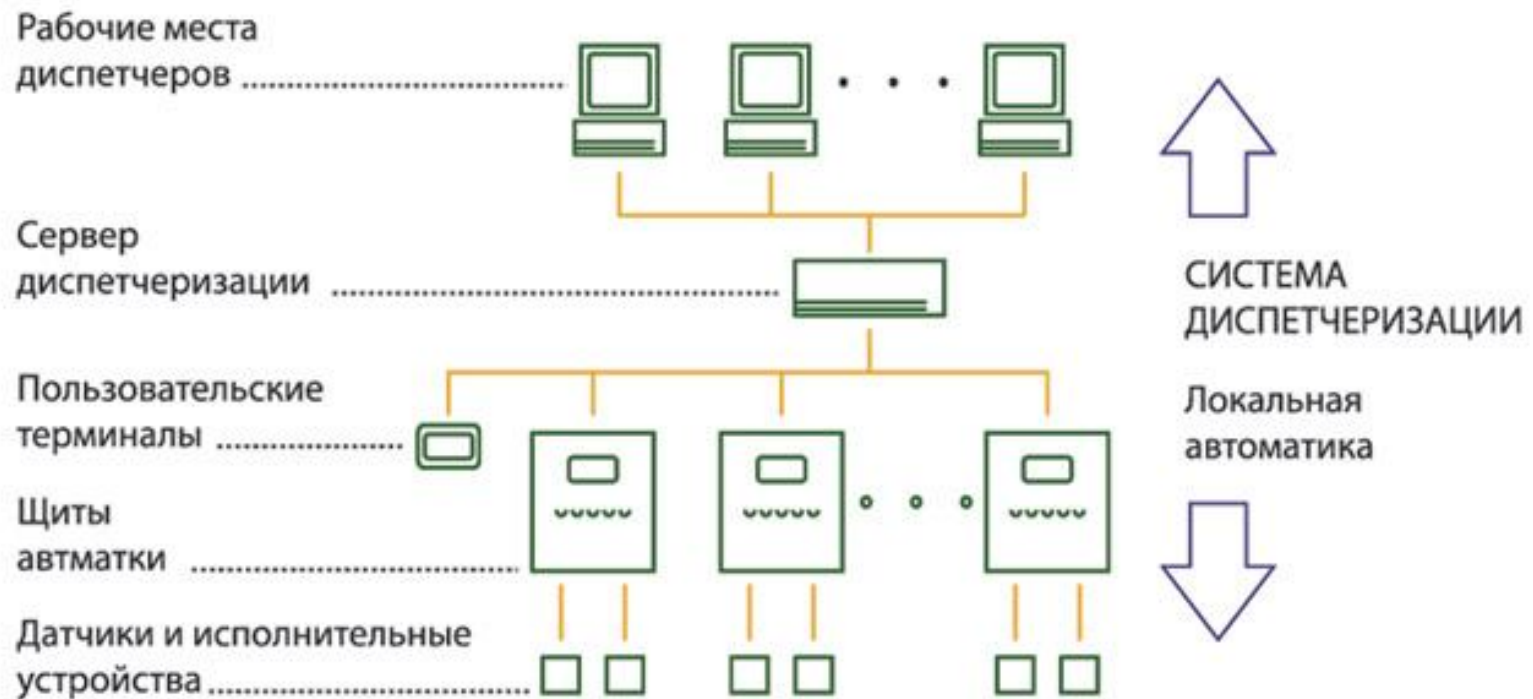 Рабочие места
диспетчеров
Сервер
диспетчеризации
СИСТЕМА
ДИСПЕТЧЕРИЗАЦИИ
Пользовательские
терминалы
Локальная
автоматика
Щиты
автматки
Датчики и исполнительные
устройства